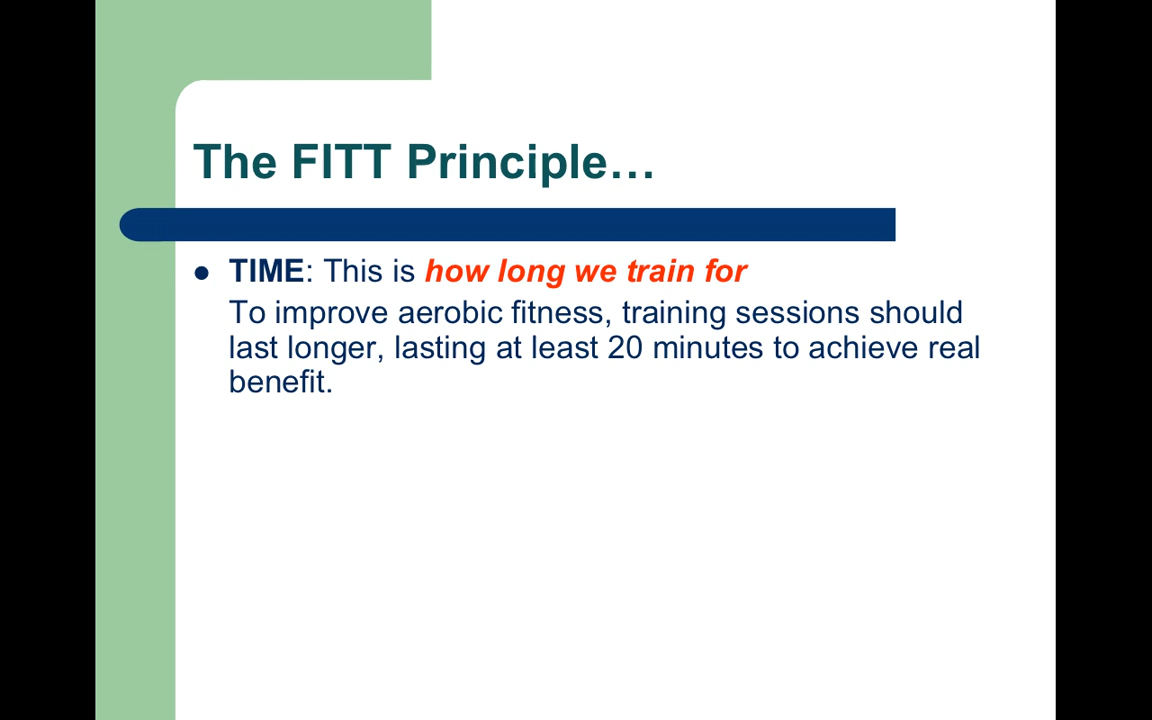 The FITT Principle…
● TIME: This is how long we train for
To improve aerobic fitness, training sessions should
last longer, lasting at least 20 minutes to achieve real
benefit.